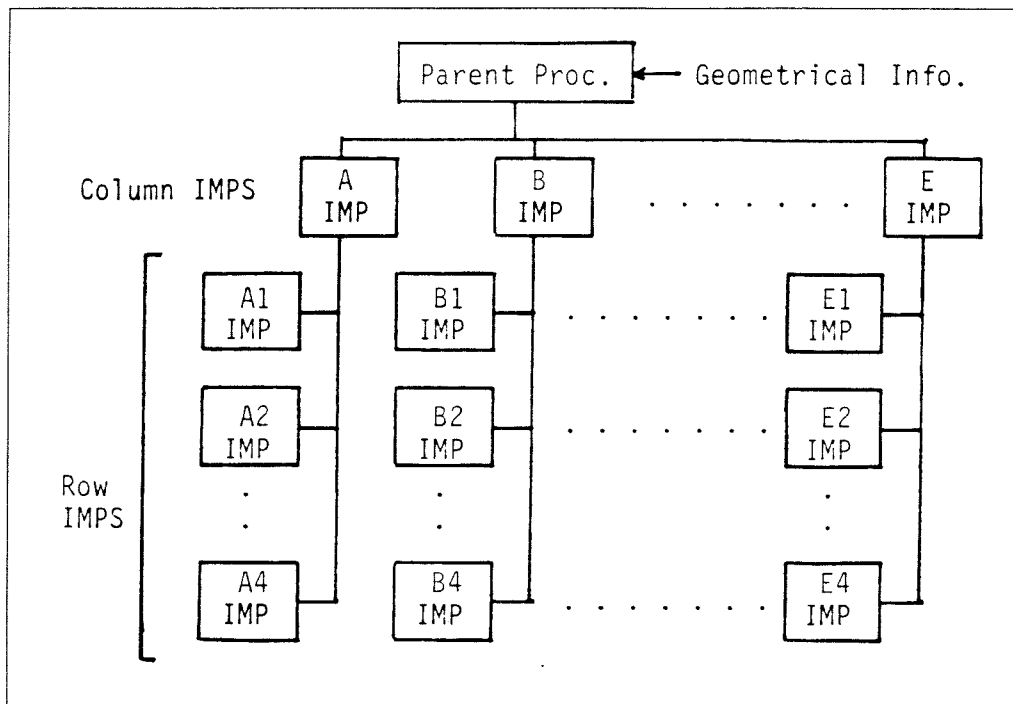 Parent Proc.
Geometrical Info.
Column IMPS
A
IMP
B
IMP
. . . . . . .
E
IMP
Row
IMPS
A1
IMP
B1
IMP
. . . . . . . .
E1
IMP
A2
IMP
B2
IMP
. . . . . . . .
E2
IMP
A4
IMP
B4
IMP
. . . . . . . .
E4
IMP